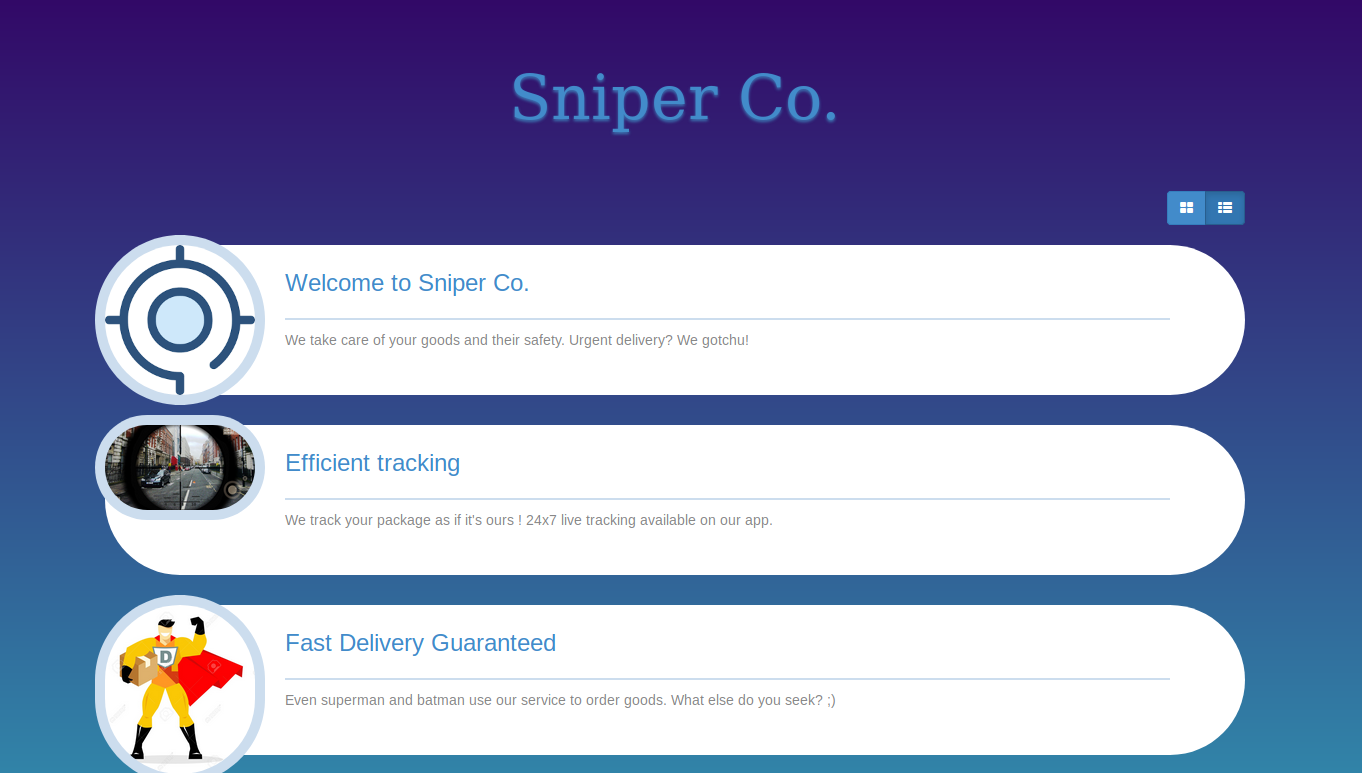 Sniper Co.
Welcome to Sniper Co.
We take care of your goods and their safety. Urgent delivery? We gotchu!
Efficient tracking
We track your package as if it's ours ! 24x7 live tracking available on our app.
Fast Delivery Guaranteed
D
Even superman and batman use our service to order goods. What else do you seek? ;)